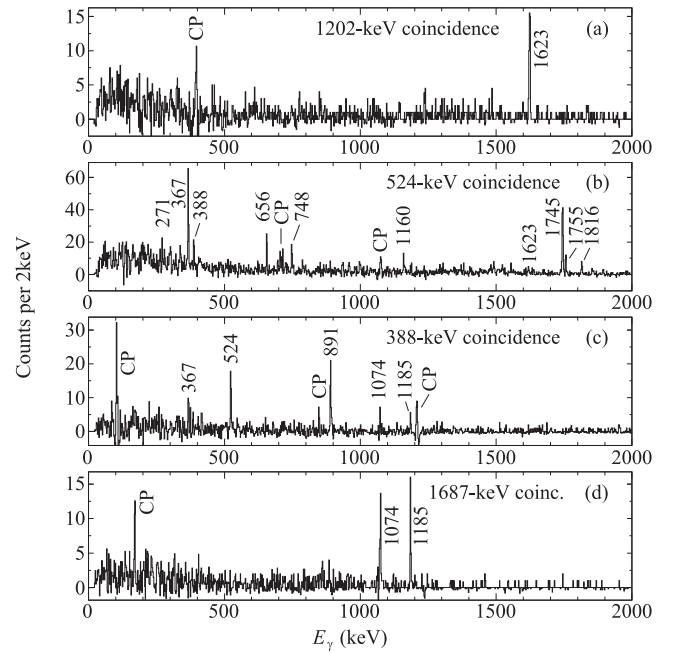 CP
1202-keV coincidence
(a)
1623
15
10
5
0
0 500 1000 1500 2000
524-keV coincidence
(b)
271
367
388
656
CP
748
CP
1160
1623
1745
1755
1816
60
40
20
0
0 500 1000 1500 2000
388-keV coincidence
(c)
CP
367
524
CP
891
1074
1185
CP
30
20
10
0
0 500 1000 1500 2000
1687-keV coinc.
(d)
CP
1074
1185
15
10
5
0
0 500 1000 1500 2000
Counts per 2keV
Eγ (keV)